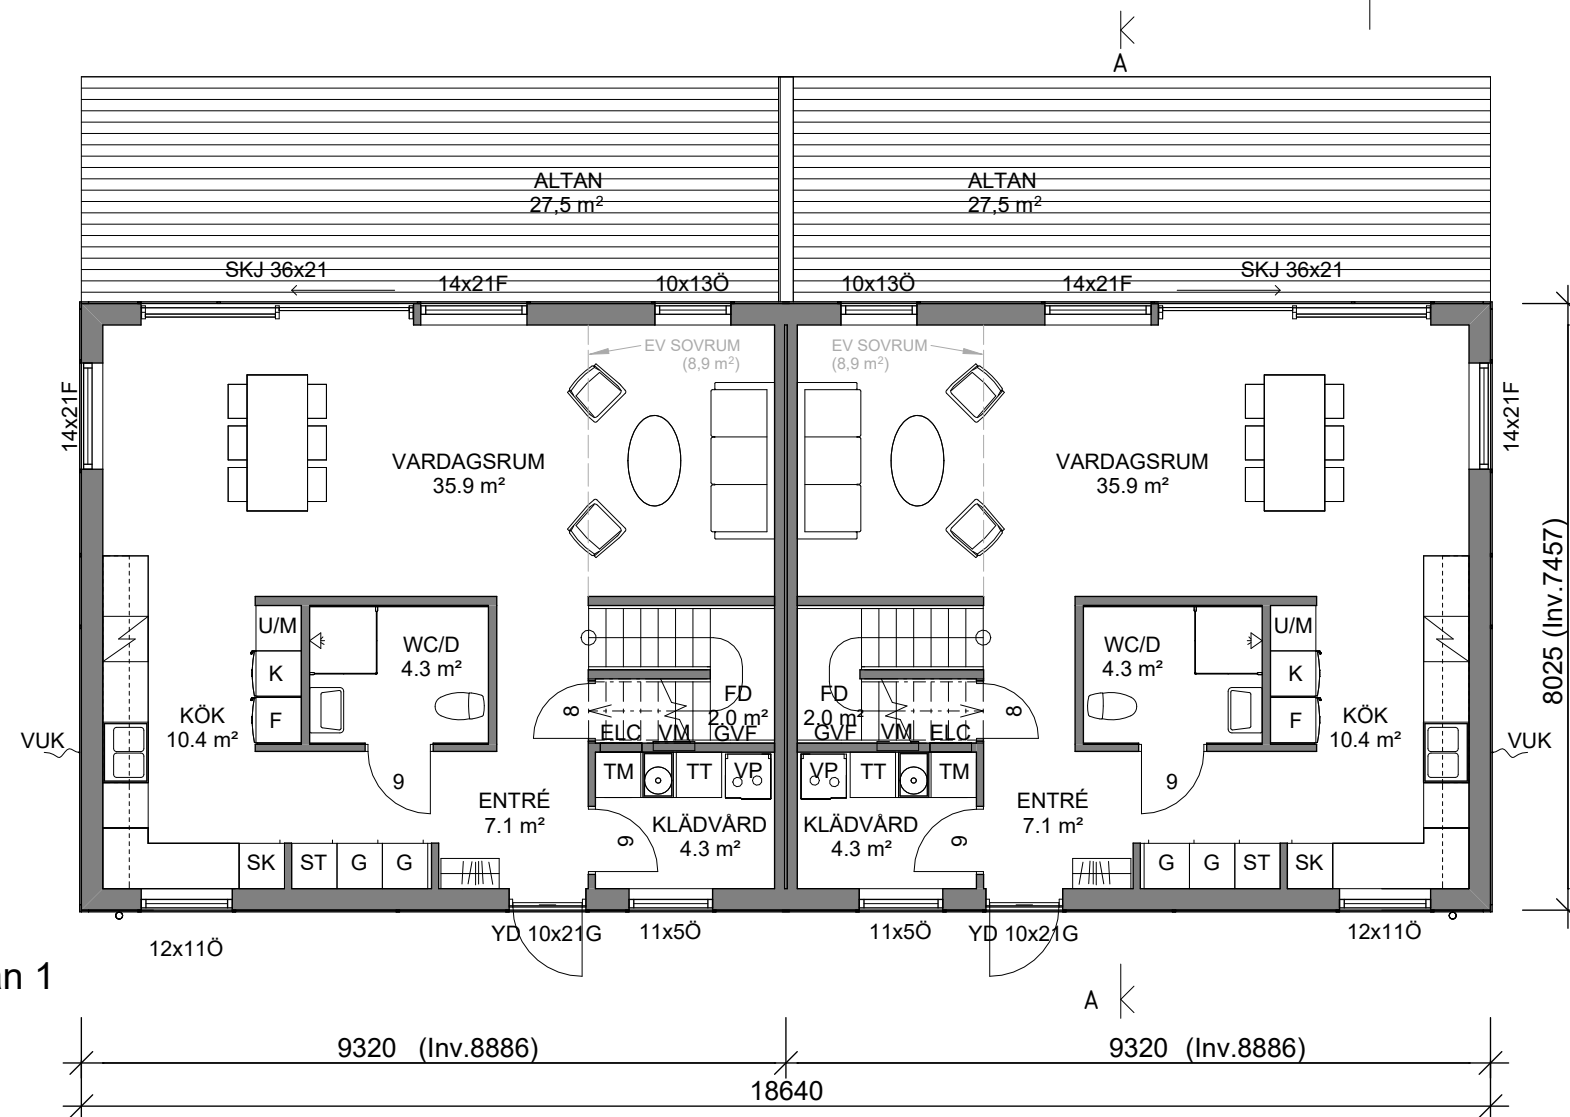 A
ALTAN
27,5 m²
ALTAN
27,5 m²
SKJ 36x21
14x21F
10x13Ö
10x13Ö
14x21F
SKJ 36x21
EV SOVRUM
(8,9 m²)
EV SOVRUM
(8,9 m²)
14x21F
14x21F
VARDAGSRUM
35.9 m²
VARDAGSRUM
35.9 m²
8025 (Inv.7457)
U/M
K
F
WC/D
4.3 m²
WC/D
4.3 m²
U/M
K
F
KÖK
10.4 m²
KÖK
10.4 m²
VUK
VUK
8
FD
2.0 m²
FD
2.0 m²
8
ELC VM GVF
GVF VM ELC
TM TT VP
VP TT TM
9
9
ENTRÉ
7.1 m²
ENTRÉ
7.1 m²
9
KLÄDVÅRD
4.3 m²
KLÄDVÅRD
4.3 m²
9
SK ST G G
G G ST SK
12x11Ö
YD 10x21G
11x5Ö
11x5Ö
YD 10x21G
12x11Ö
an 1
A
9320 (Inv.8886)
9320 (Inv.8886)
18640